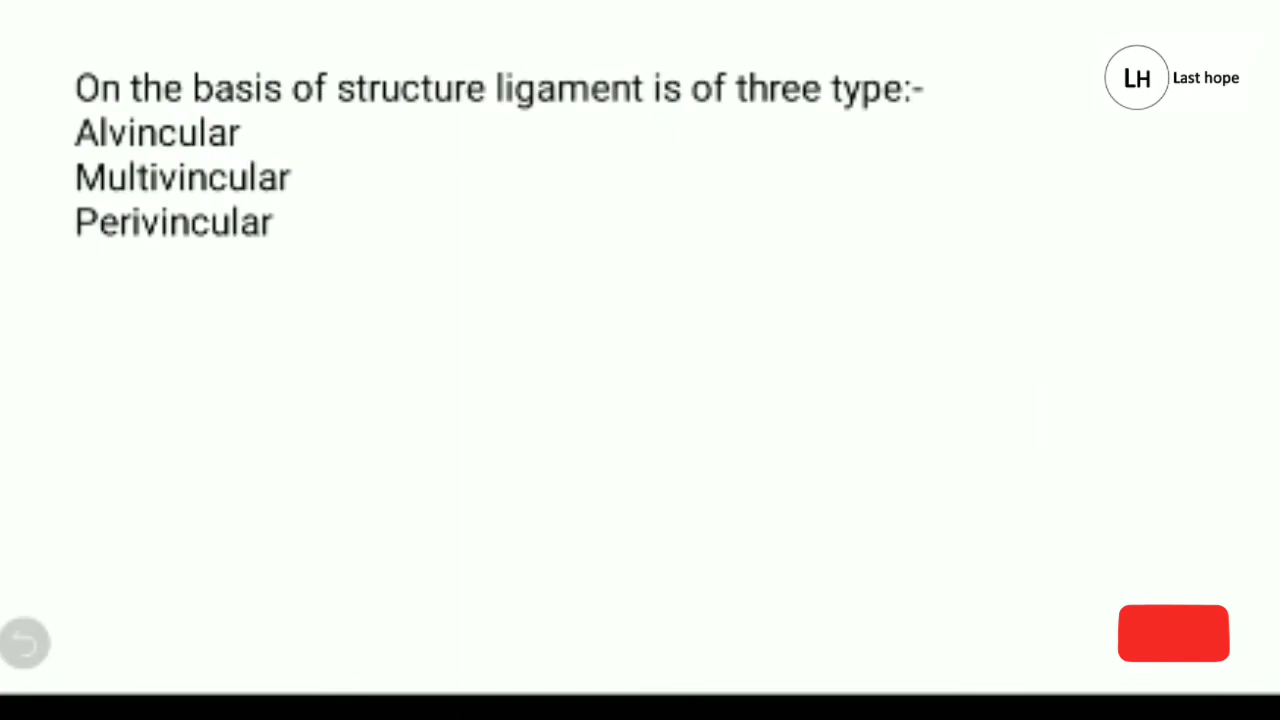 On the basis of structure ligament is of three type:-
Alvincular
Multivincular
Perivincular
LH Last hope